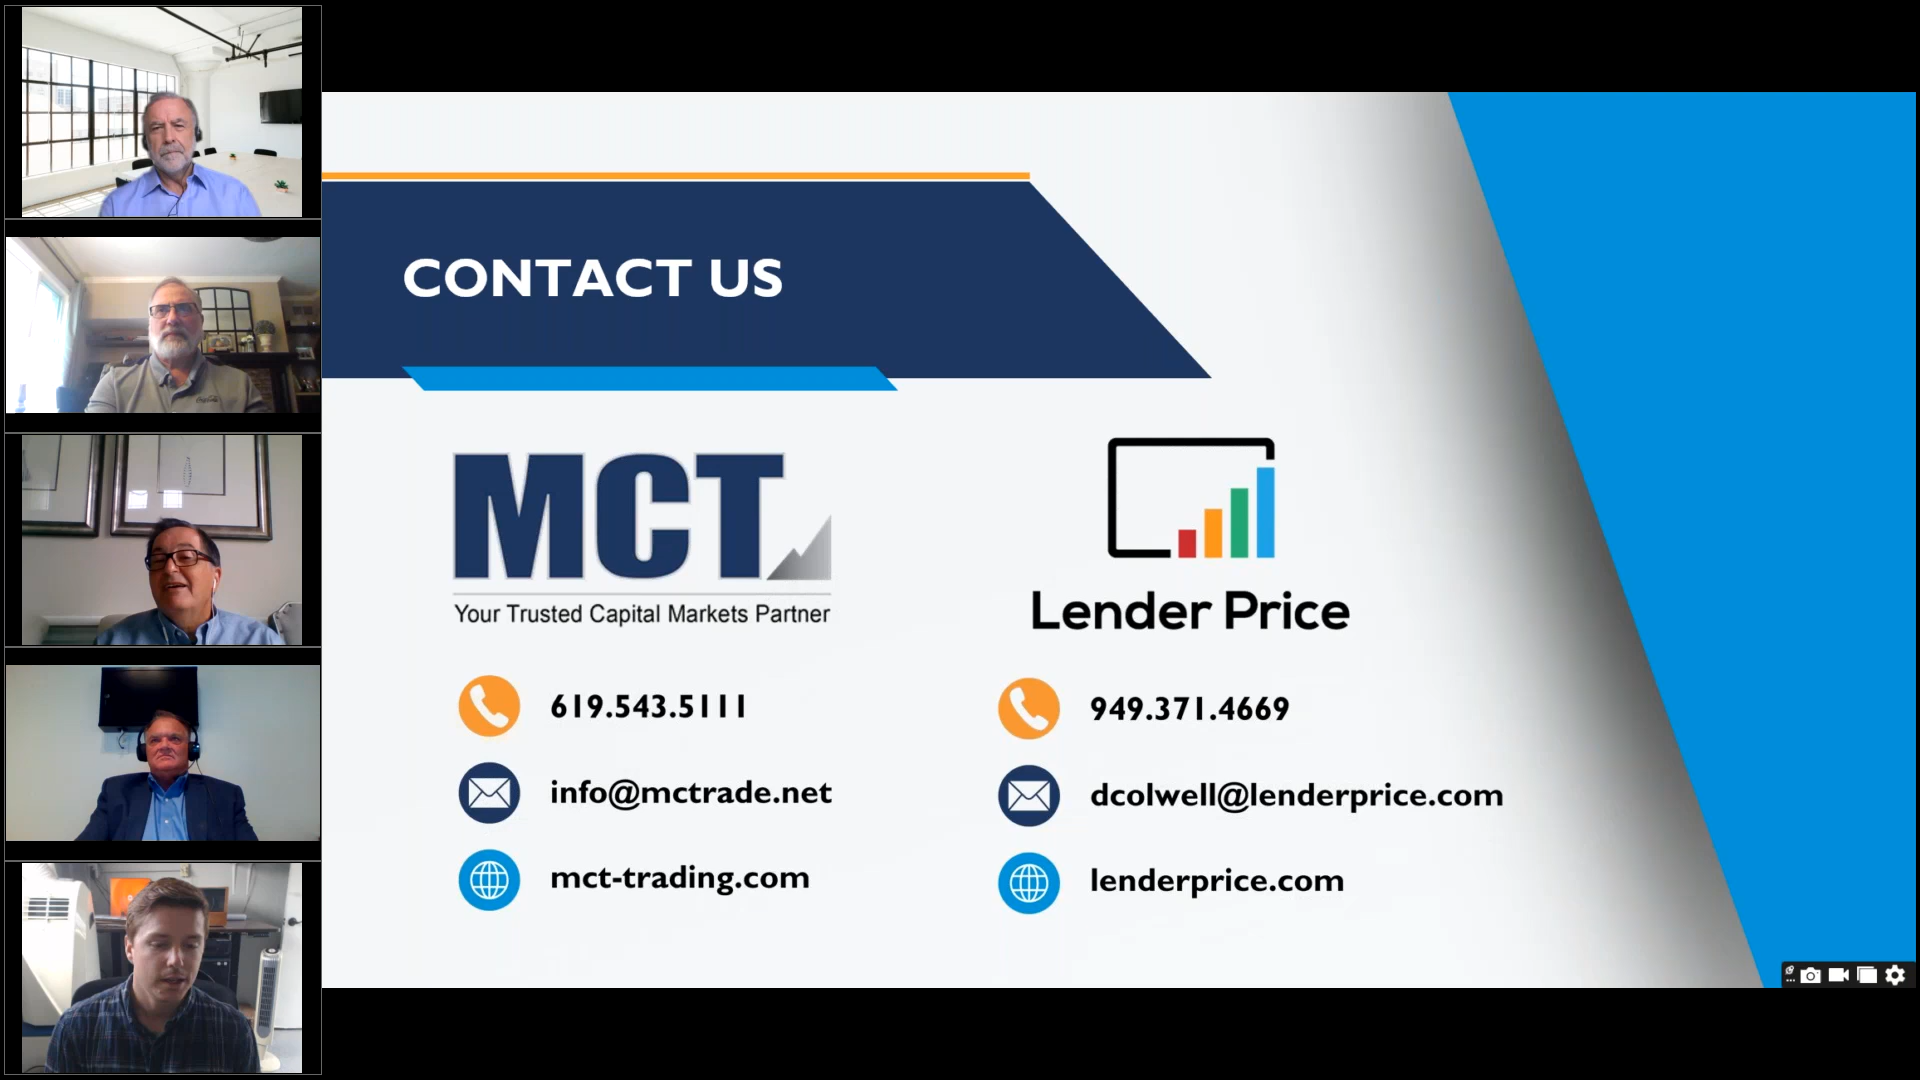 CONTACT US
MCT
Your Trusted Capital Markets Partner
619.543.5111
info@mctrade.net
mct-trading.com
Lender Price
949.371.4669
dcolwell@lenderprice.com
lenderprice.com